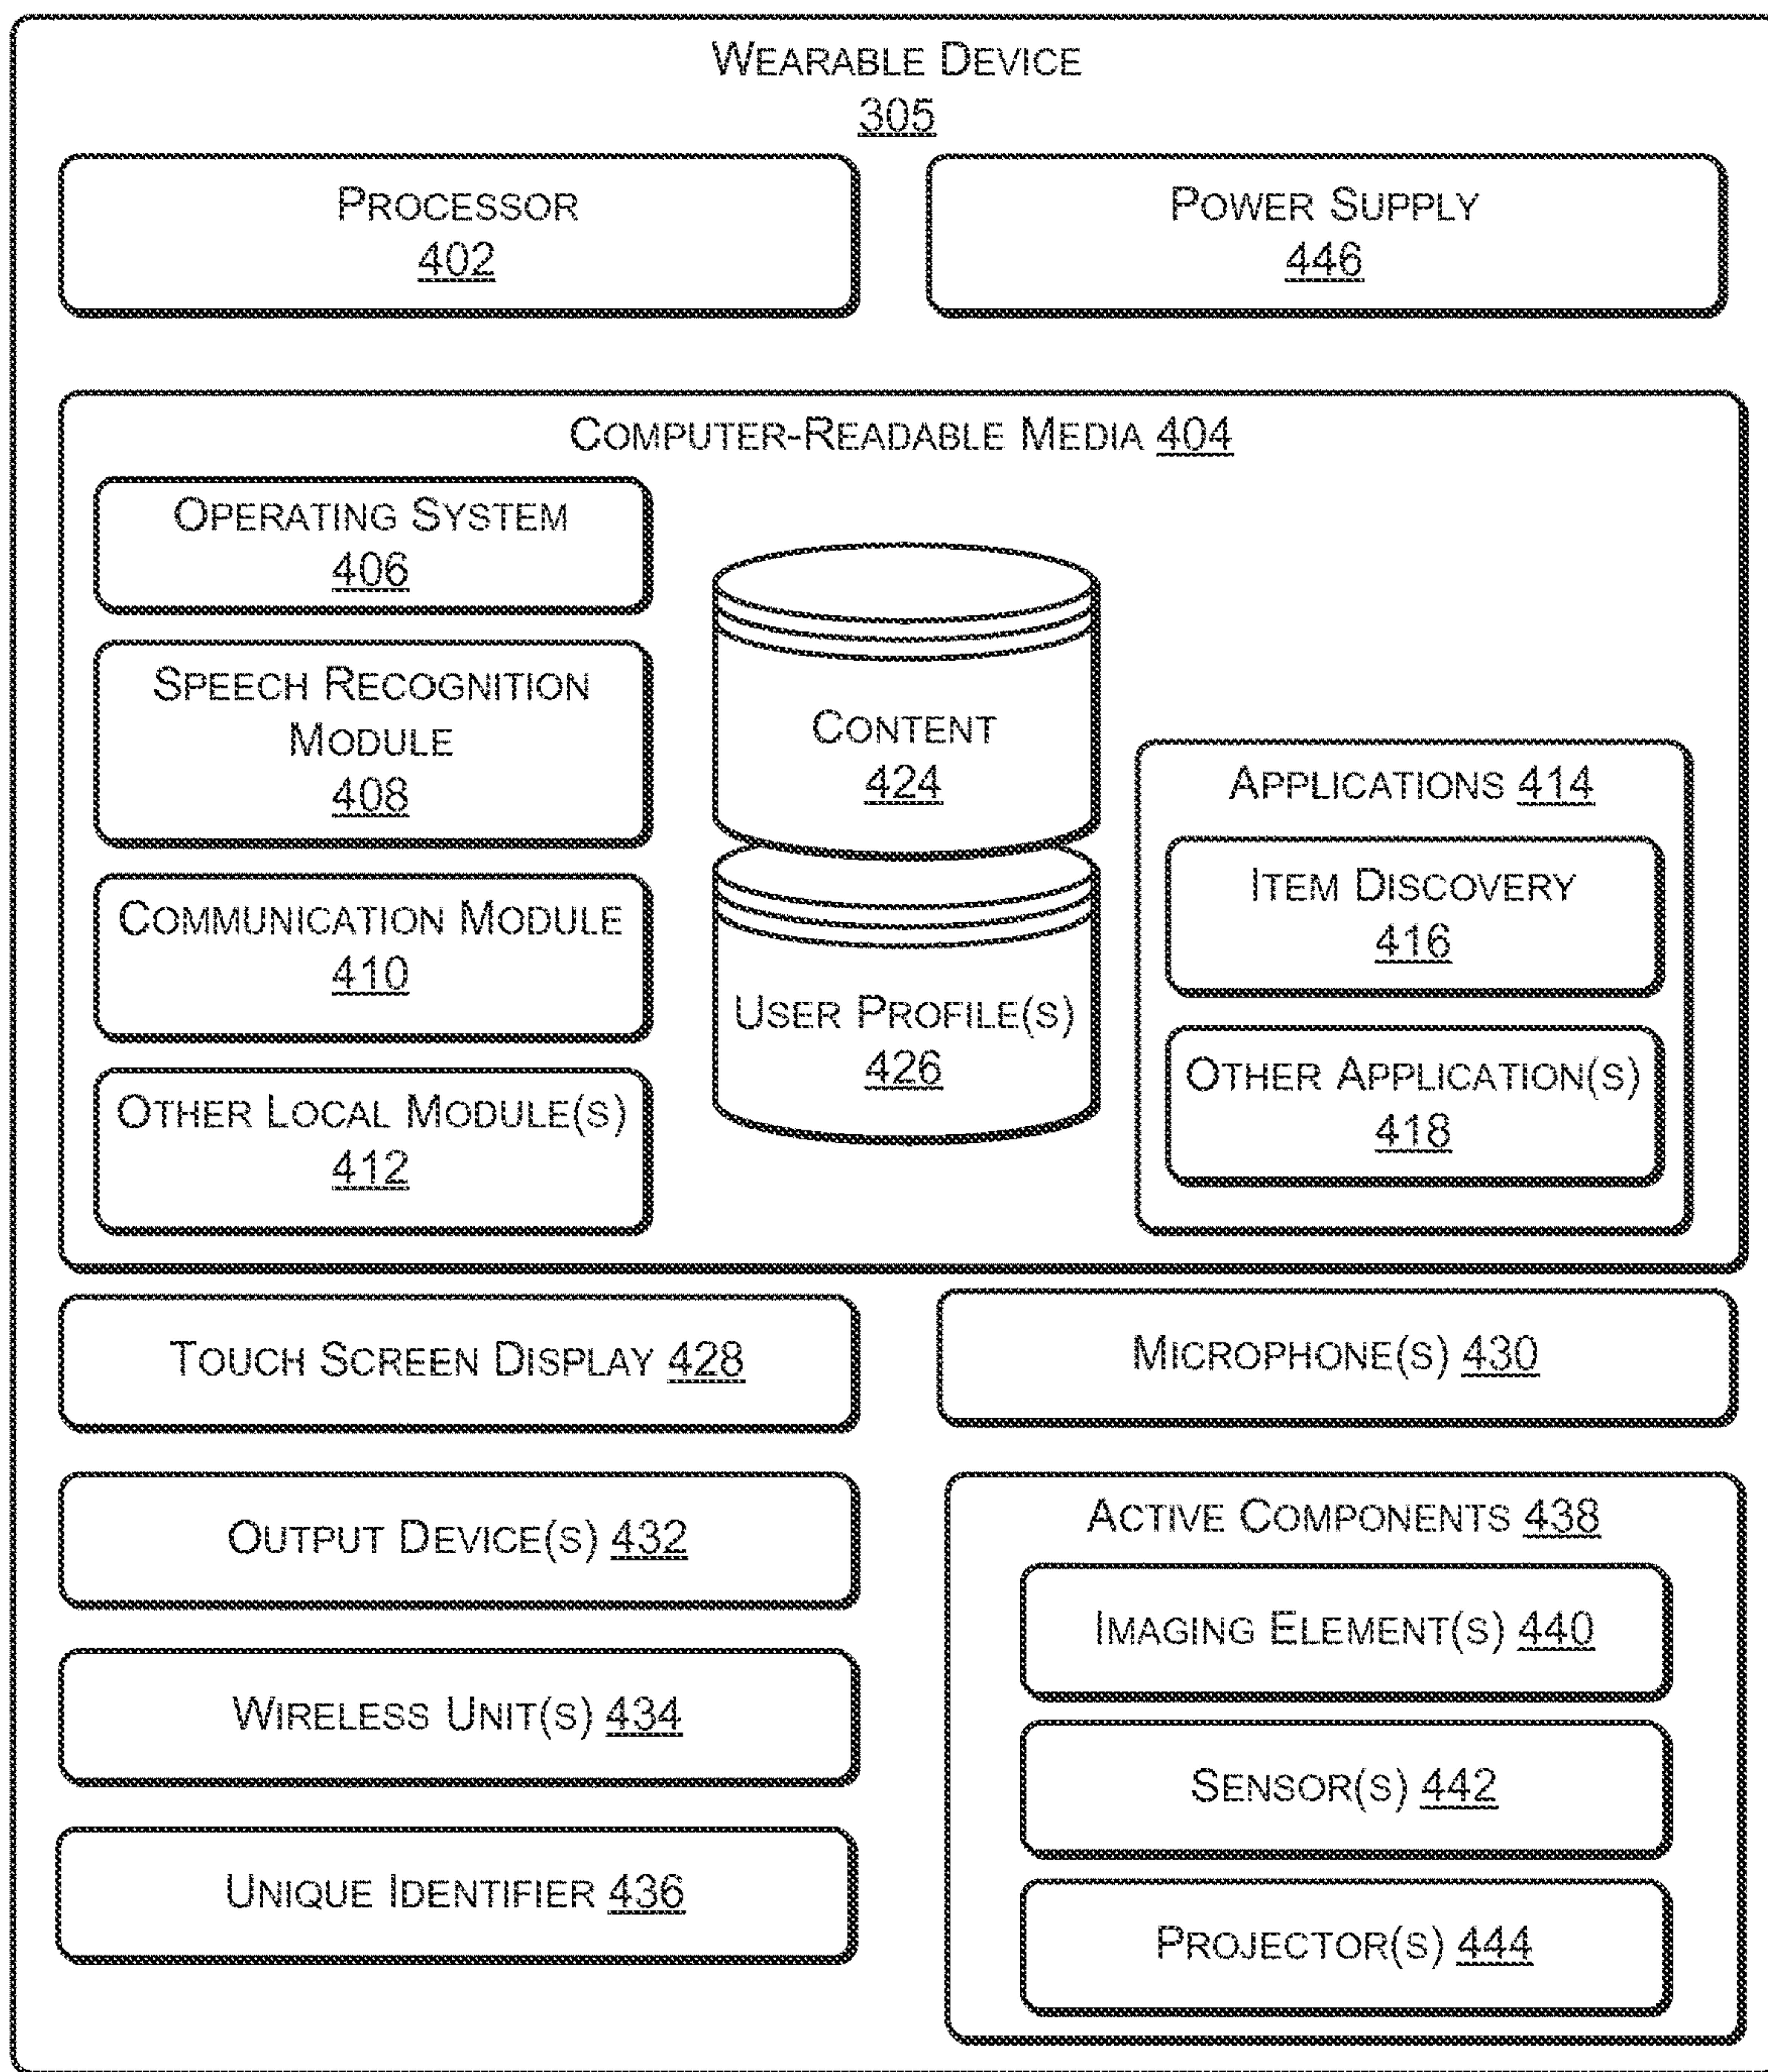 WEARABLE DEVICE
305
PROCESSOR
402
POWER SUPPLY
446
COMPUTER-READABLE MEDIA 404
OPERATING SYSTEM
406
SPEECH RECOGNITION
MODULE
408
COMMUNICATION MODULE
410
OTHER LOCAL MODULE(S)
412
CONTENT
424
USER PROFILE(S)
426
APPLICATIONS 414
ITEM DISCOVERY
416
OTHER APPLICATION(S)
418
TOUCH SCREEN DISPLAY 428
MICROPHONE(S) 430
OUTPUT DEVICE(S) 432
WIRELESS UNIT(S) 434
UNIQUE IDENTIFIER 436
ACTIVE COMPONENTS 438
IMAGING ELEMENT(S) 440
SENSOR(S) 442
PROJECTOR(S) 444